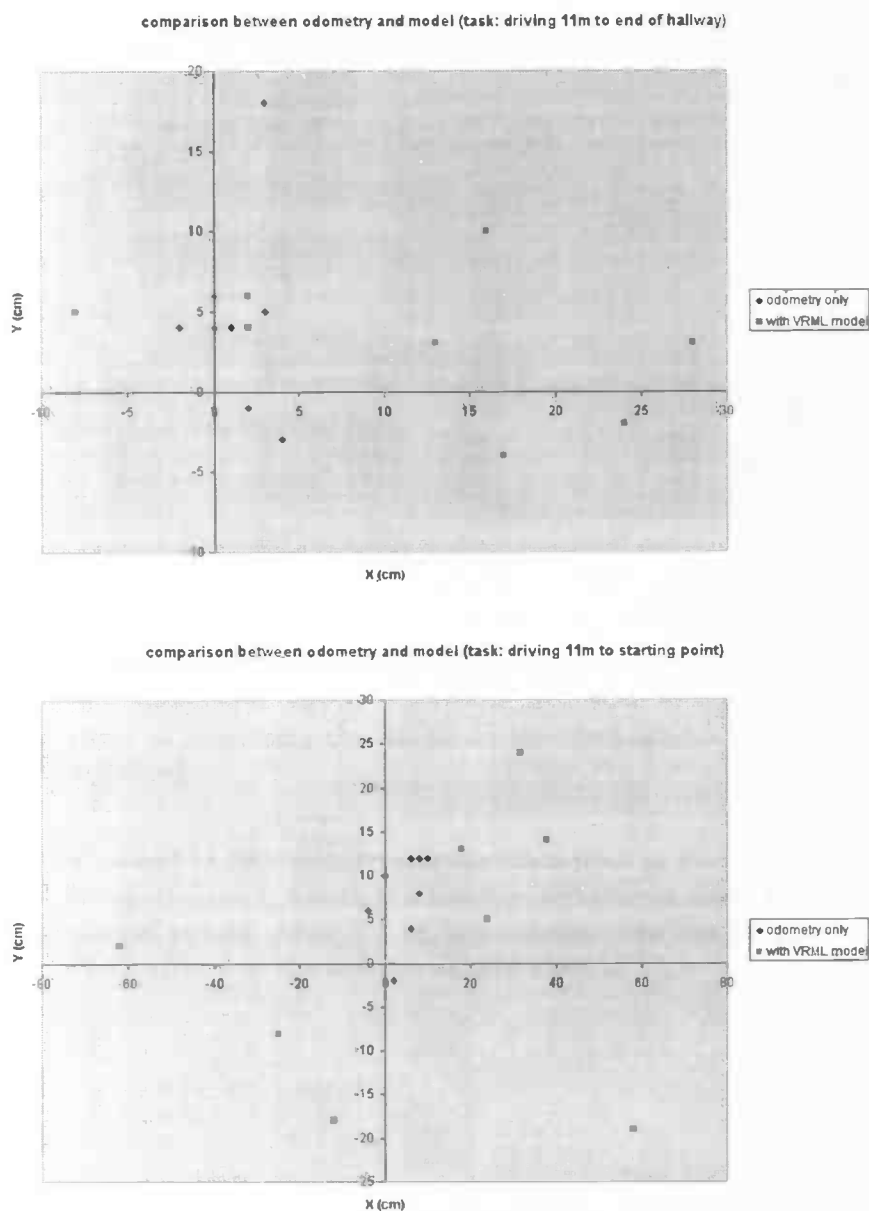 comparison between odometry and model (task: driving 11m to end of hallway)
20
15
10
5
0
-10 -5 0 5 10 15 20 25 30
-5
10
Y (cm)
X (cm)
odometry only
with VRML model
comparison between odometry and model (task: driving 11m to starting point)
30
25
20
15
10
5
0
-80 -60 -40 -20 0 20 40 60 80
-5
-10
-15
-20
25
Y (cm)
X (cm)
odometry only
with VRML model